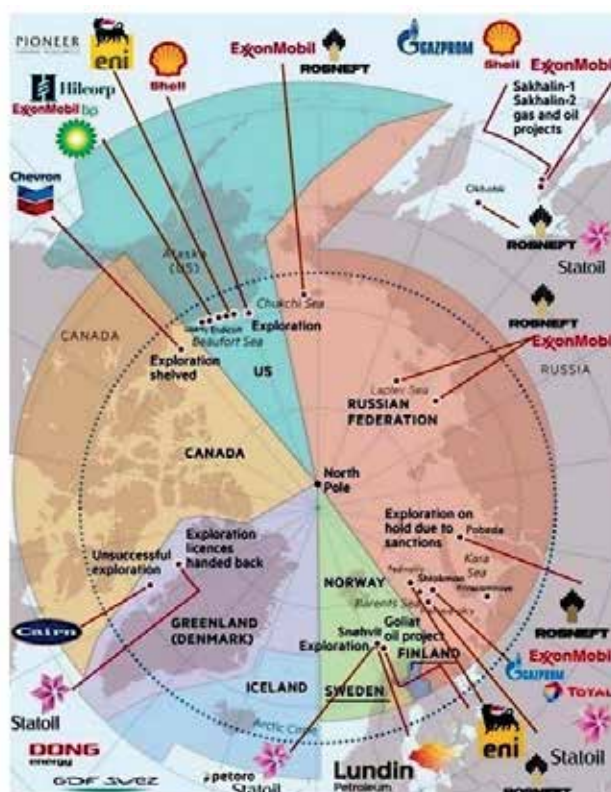 PIONEER
eni
Shell
ExxonMobil
ROSNEFT
GAZPROM
Shell
ExxonMobil
Hilcorp
ExxonMobil bp
Sakhalin-1
Sakhalin-2
gas and oil
projects
Chevron
ROSNEFT
Statoil
Alaska
(US)
CANADA
Chukchi Sea
Exploration
Beaufort Sea
Exploration
shelved
US
ROSNEFT
ExxonMobil
RUSSIA
Laptev Sea
RUSSIAN
FEDERATION
CANADA
North
Pole
Exploration
licences
handed back
Unsuccessful
exploration
Exploration on
hold due to
sanctions
Pobeda
Kara
Sea
NORWAY
Barents Sea
Shtokman
GREENLAND
(DENMARK)
Snøhvit
Exploration
Goliat
oil project
FINLAND
ROSNEFT
Cairn
ICELAND
SWEDEN
ExxonMobil
GAZPROM
TOTAL
Statoil
Arctic Circle
eni
Statoil
DONG
energy
GDF SUEZ
petoro
Statoil
Lundin
Petroleum
ROSNEFT